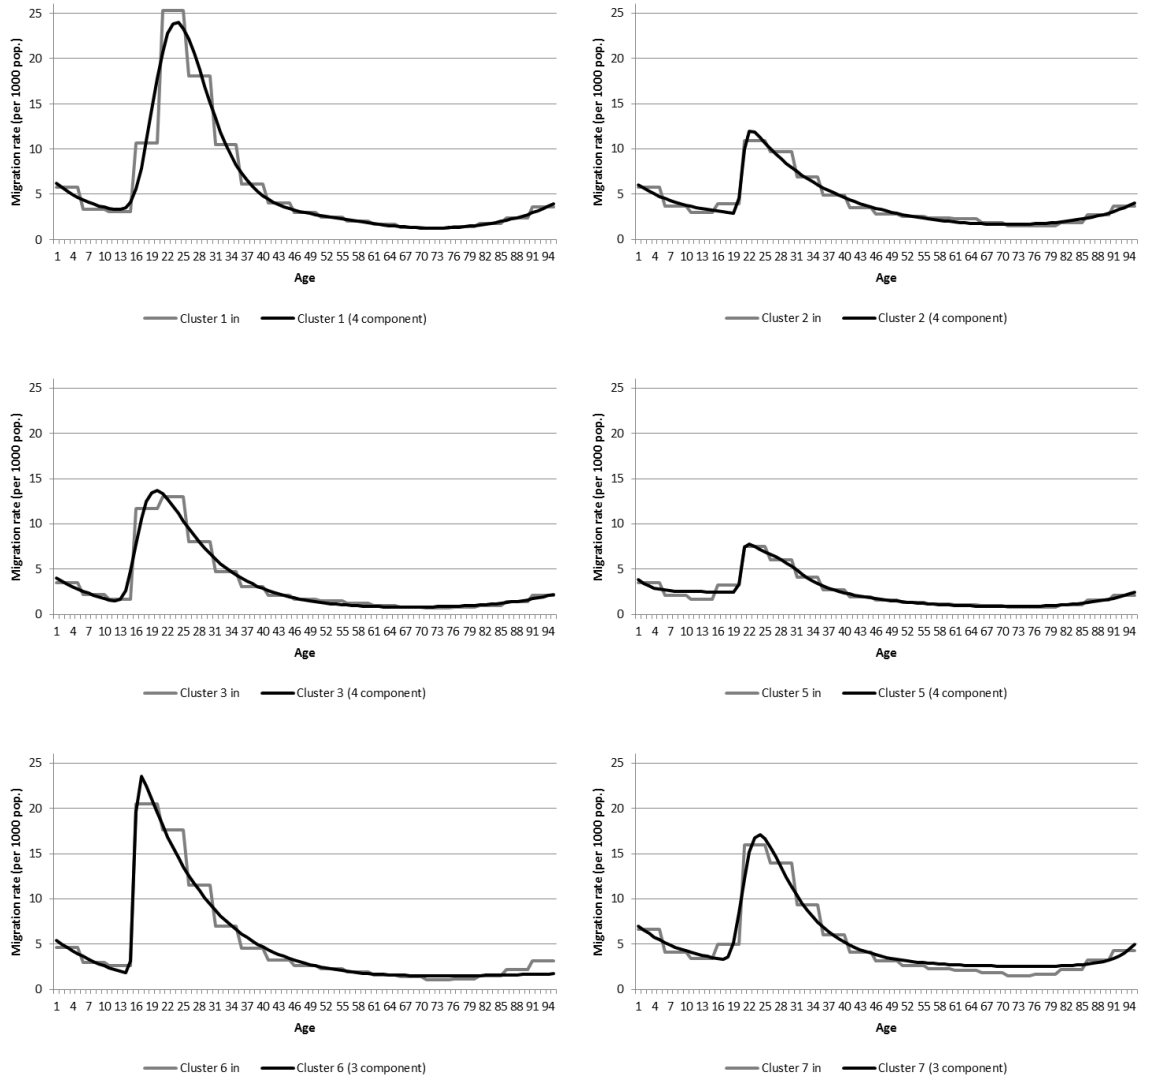 25
20
15
10
5
0
Migration rate (per 1000 pop.)
1 4 7 10 13 16 19 22 25 28 31 34 37 40 43 46 49 52 55 58 61 64 67 70 73 76 79 82 85 88 91 94
Age
Cluster 1 in Cluster 1 (4 component)
25
20
15
10
5
0
Migration rate (per 1000 pop.)
1 4 7 10 13 16 19 22 25 28 31 34 37 40 43 46 49 52 55 58 61 64 67 70 73 76 79 82 85 88 91 94
Age
Cluster 2 in Cluster 2 (4 component)
25
20
15
10
5
0
Migration rate (per 1000 pop.)
1 4 7 10 13 16 19 22 25 28 31 34 37 40 43 46 49 52 55 58 61 64 67 70 73 76 79 82 85 88 91 94
Age
Cluster 3 in Cluster 3 (4 component)
25
20
15
10
5
0
Migration rate (per 1000 pop.)
1 4 7 10 13 16 19 22 25 28 31 34 37 40 43 46 49 52 55 58 61 64 67 70 73 76 79 82 85 88 91 94
Age
Cluster 5 in Cluster 5 (4 component)
25
20
15
10
5
0
Migration rate (per 1000 pop.)
1 4 7 10 13 16 19 22 25 28 31 34 37 40 43 46 49 52 55 58 61 64 67 70 73 76 79 82 85 88 91 94
Age
Cluster 6 in Cluster 6 (3 component)
25
20
15
10
5
0
Migration rate (per 1000 pop.)
1 4 7 10 13 16 19 22 25 28 31 34 37 40 43 46 49 52 55 58 61 64 67 70 73 76 79 82 85 88 91 94
Age
Cluster 7 in Cluster 7 (3 component)